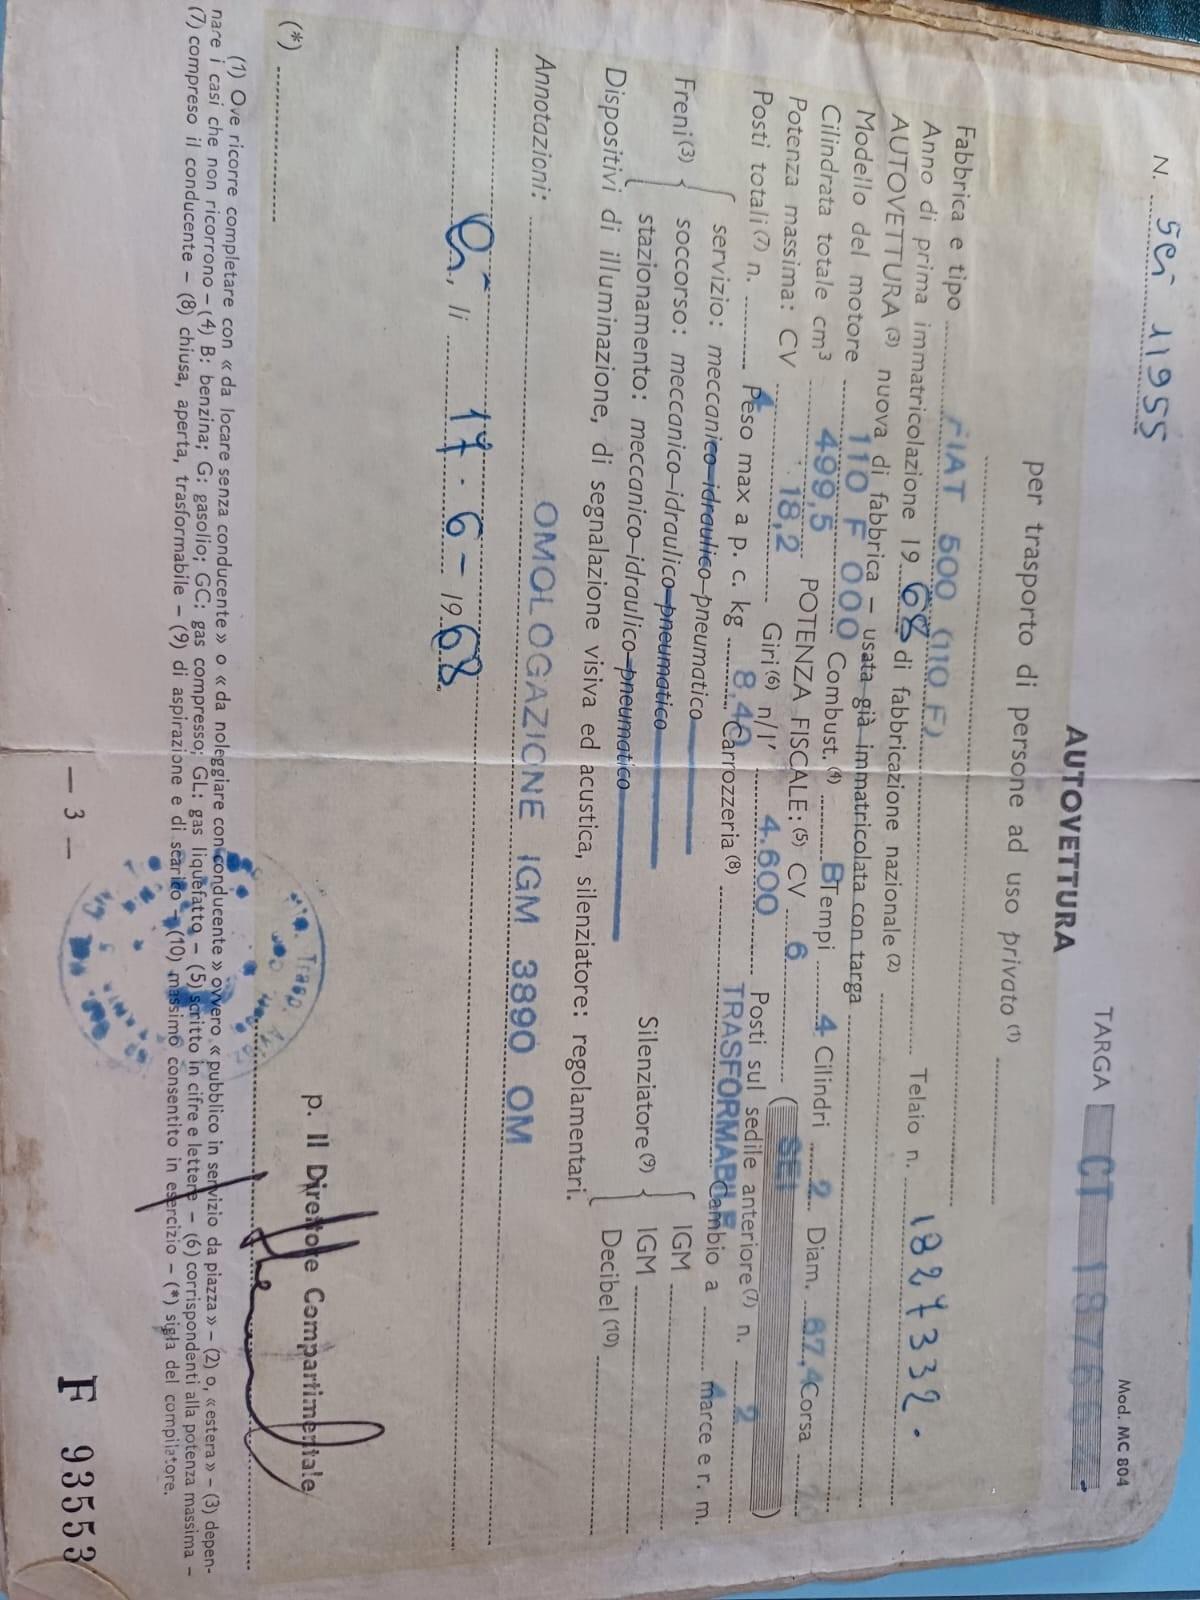 Mod. MC 804
N. 5ci 11955
TARGA CT 1876
AUTOVETTURA
per trasporto di persone ad uso privato (1)
Fabbrica e tipo FIAT 500 (110 F)
Telaio n. 1827332.
Anno di prima immatricolazione 1968 di fabbricazione nazionale (2)
AUTOVETTURA (3) nuova di fabbrica - usata già immatricolata con targa
Modello del motore 110 F 000 Combust. (4) B Tempi 4 Cilindri 2 Diam. 67,4 Corsa
Cilindrata totale cm³ 499,5 POTENZA FISCALE: (5) CV 6 (SEI)
Potenza massima: CV 18,2 Giri (6) n/1' 4.600 Posti sul sedile anteriore (7) n. 2
Posti totali (7) n. 4 Peso max a p. c. kg 8,40 Carrozzeria (8) TRASFORMABILE Cambio a 4 marce e r. m.
Freni (3) { servizio: meccanico-idraulico-pneumatico
soccorso: meccanico-idraulico-pneumatico
stazionamento: meccanico-idraulico-pneumatico
Silenziatore (9) { IGM
IGM
Decibel (10)
Dispositivi di illuminazione, di segnalazione visiva ed acustica, silenziatore: regolamentari.
Annotazioni:
OMOLOGAZIONE IGM 3890 OM
li 17 - 6 - 1968
p. Il Direttore Compartimentale
(*)
(1) Ove ricorre completare con « da locare senza conducente » o « da noleggiare con conducente » ovvero « pubblico in servizio da piazza » - (2) o, « estera » - (3) depen-
nare i casi che non ricorrono - (4) B: benzina; G: gasolio; GC: gas compresso; GL: gas liquefatto - (5) scritto in cifre e lettere - (6) corrispondenti alla potenza massima -
(7) compreso il conducente - (8) chiusa, aperta, trasformabile - (9) di aspirazione e di scarico - (10) massimo consentito in esercizio - (*) sigla del compilatore.
— 3 —
F 93553